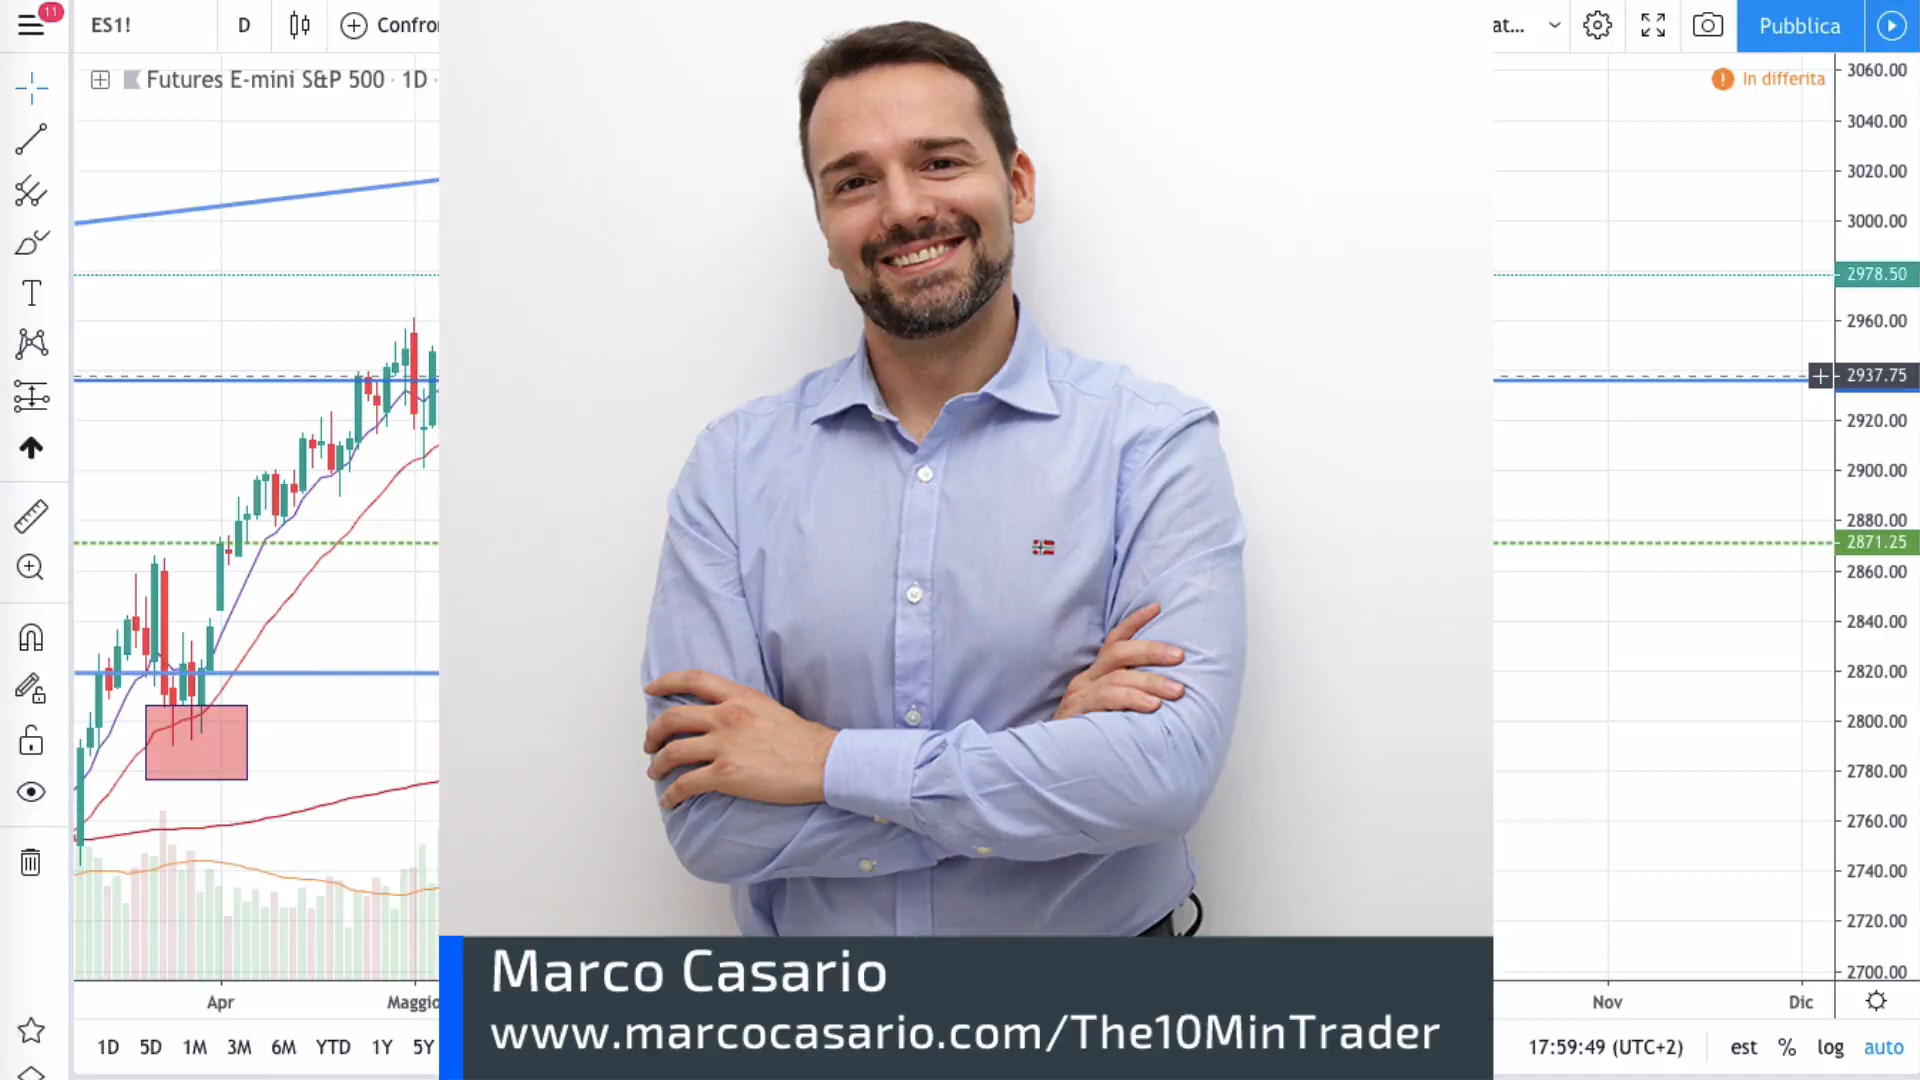 11
ES1!
D
Confro
at...
Pubblica
Futures E-mini S&P 500 · 1D ·
In differita
3060.00
3040.00
3020.00
3000.00
2978.50
2960.00
2937.75
2920.00
2900.00
2880.00
2871.25
2860.00
2840.00
2820.00
2800.00
2780.00
2760.00
2740.00
2720.00
2700.00
Apr
Maggio
Nov
Dic
Marco Casario
www.marcocasario.com/The10MinTrader
1D 5D 1M 3M 6M YTD 1Y 5Y
17:59:49 (UTC+2)
est % log auto